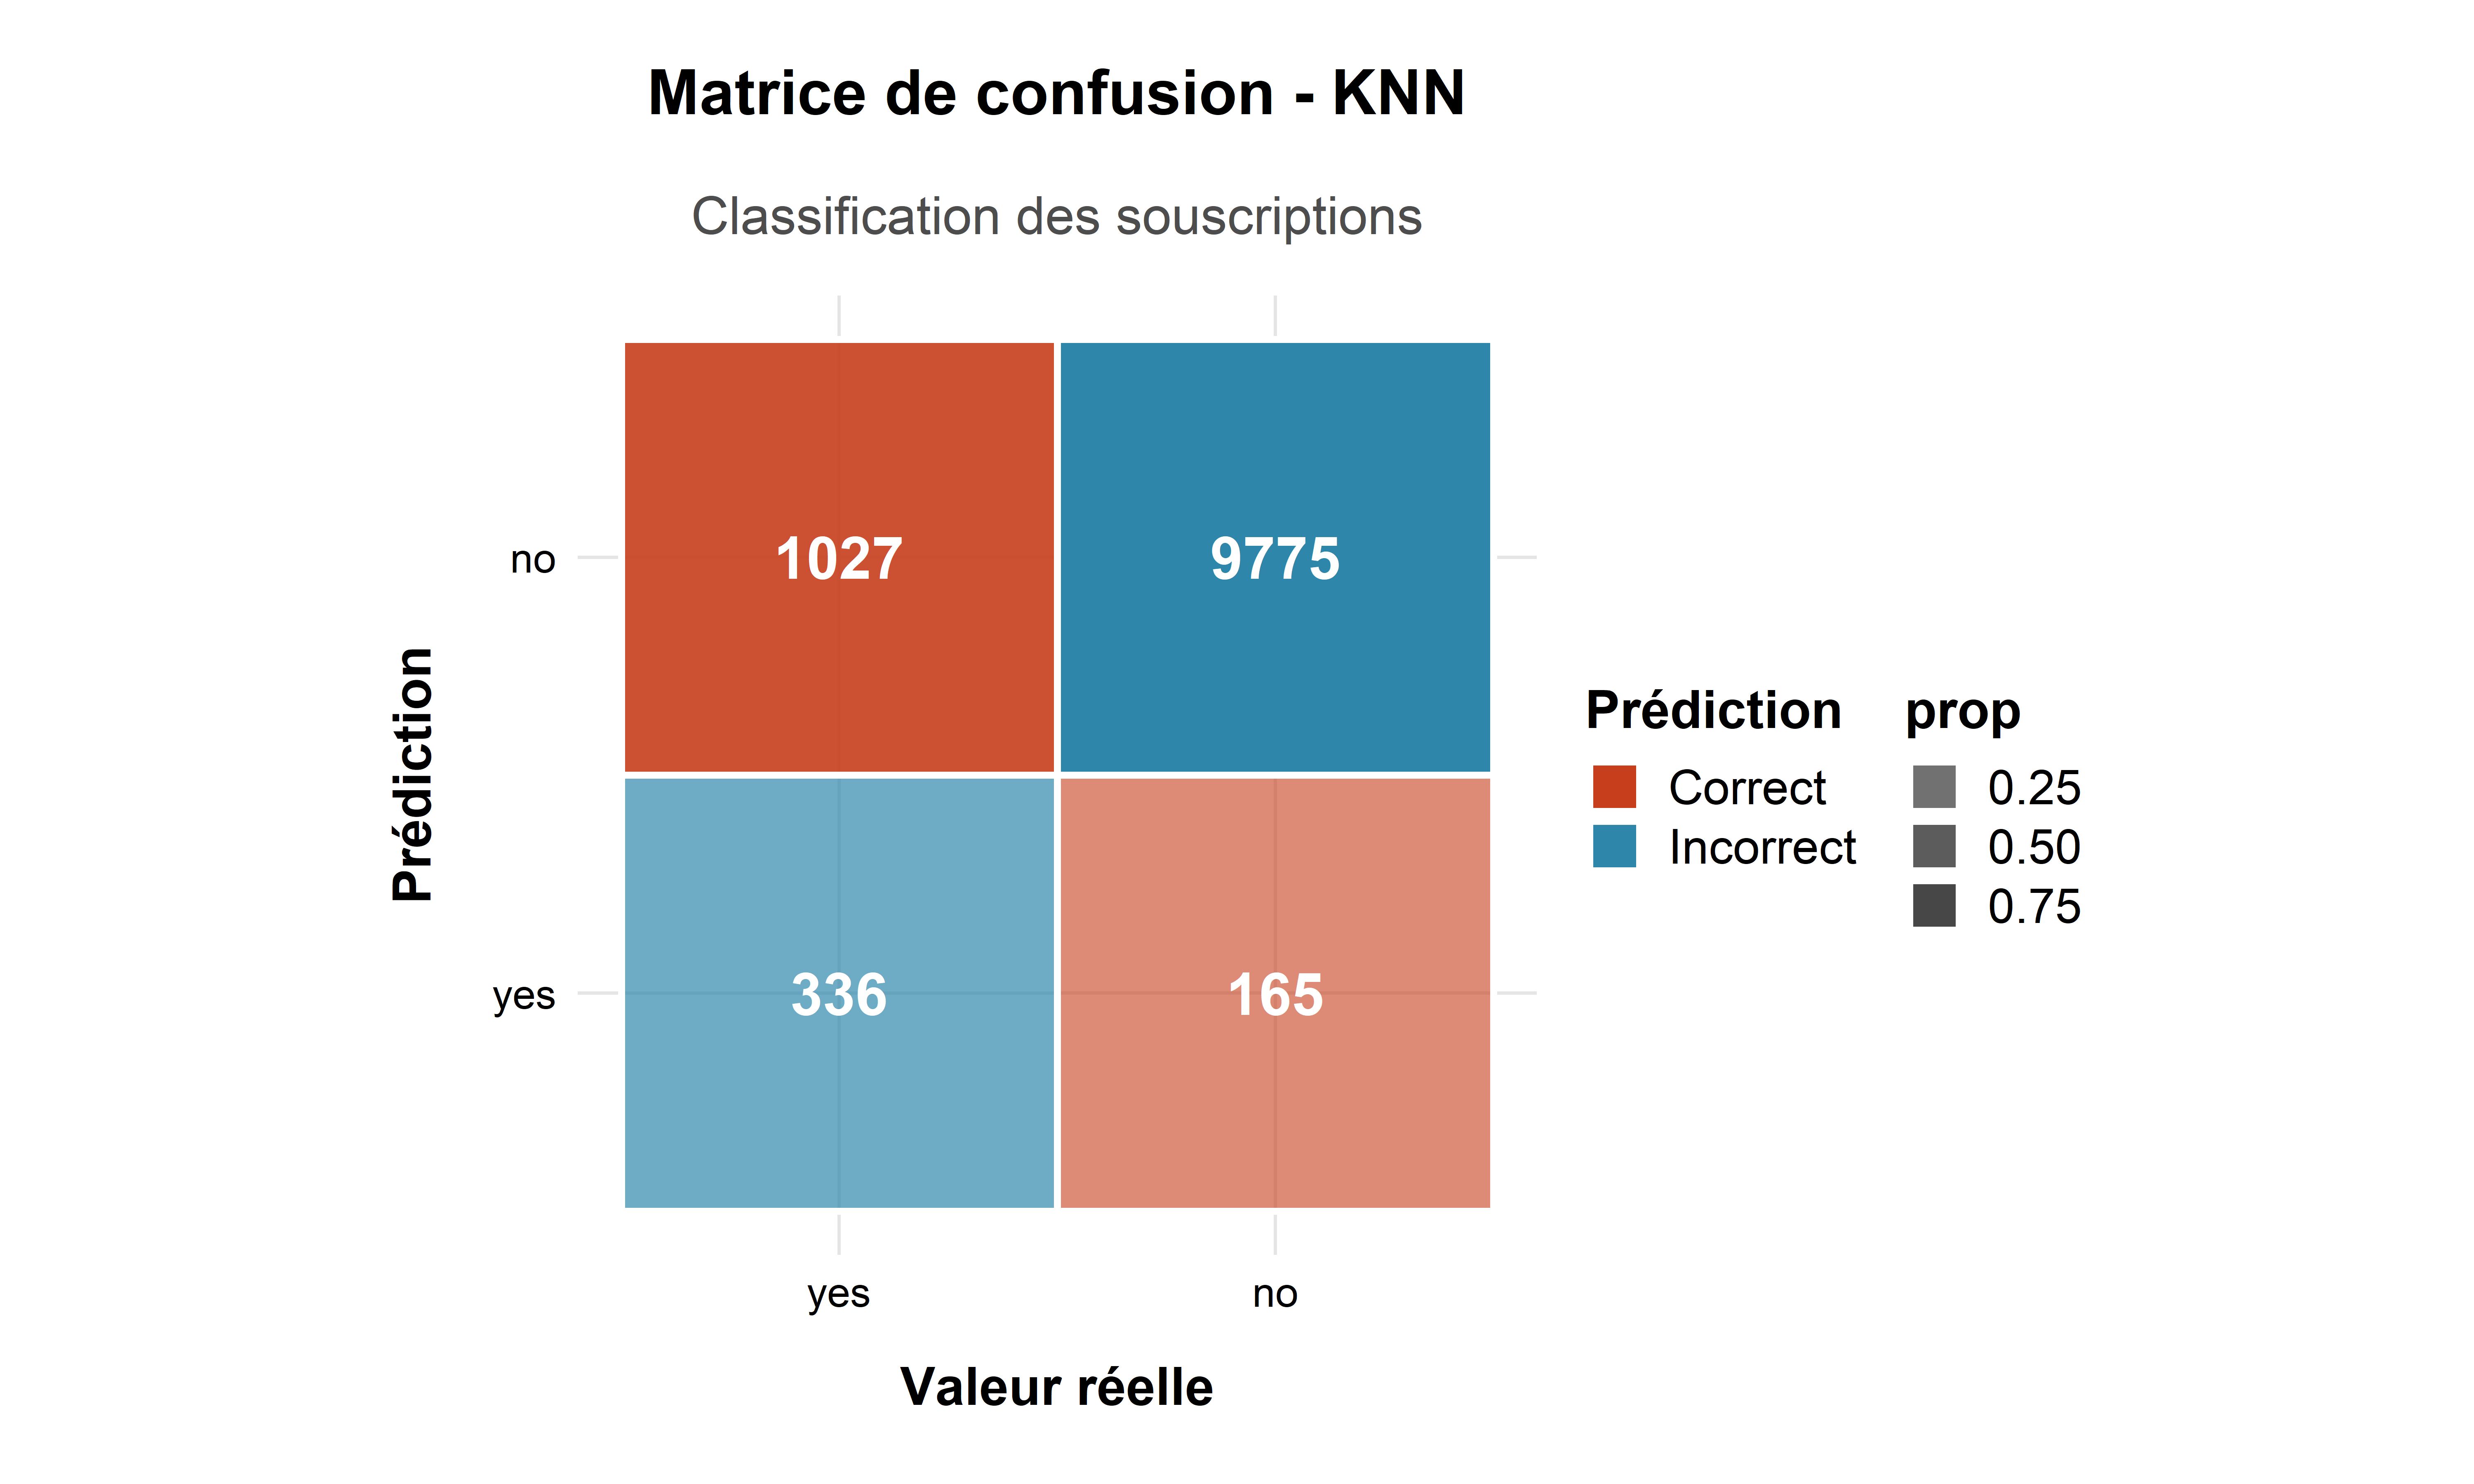 Matrice de confusion - KNN
Classification des souscriptions
1027 9775
no
336 165
yes
yes no
Valeur réelle
Prédiction
Prédiction prop
Correct 0.25
Incorrect 0.50
0.75